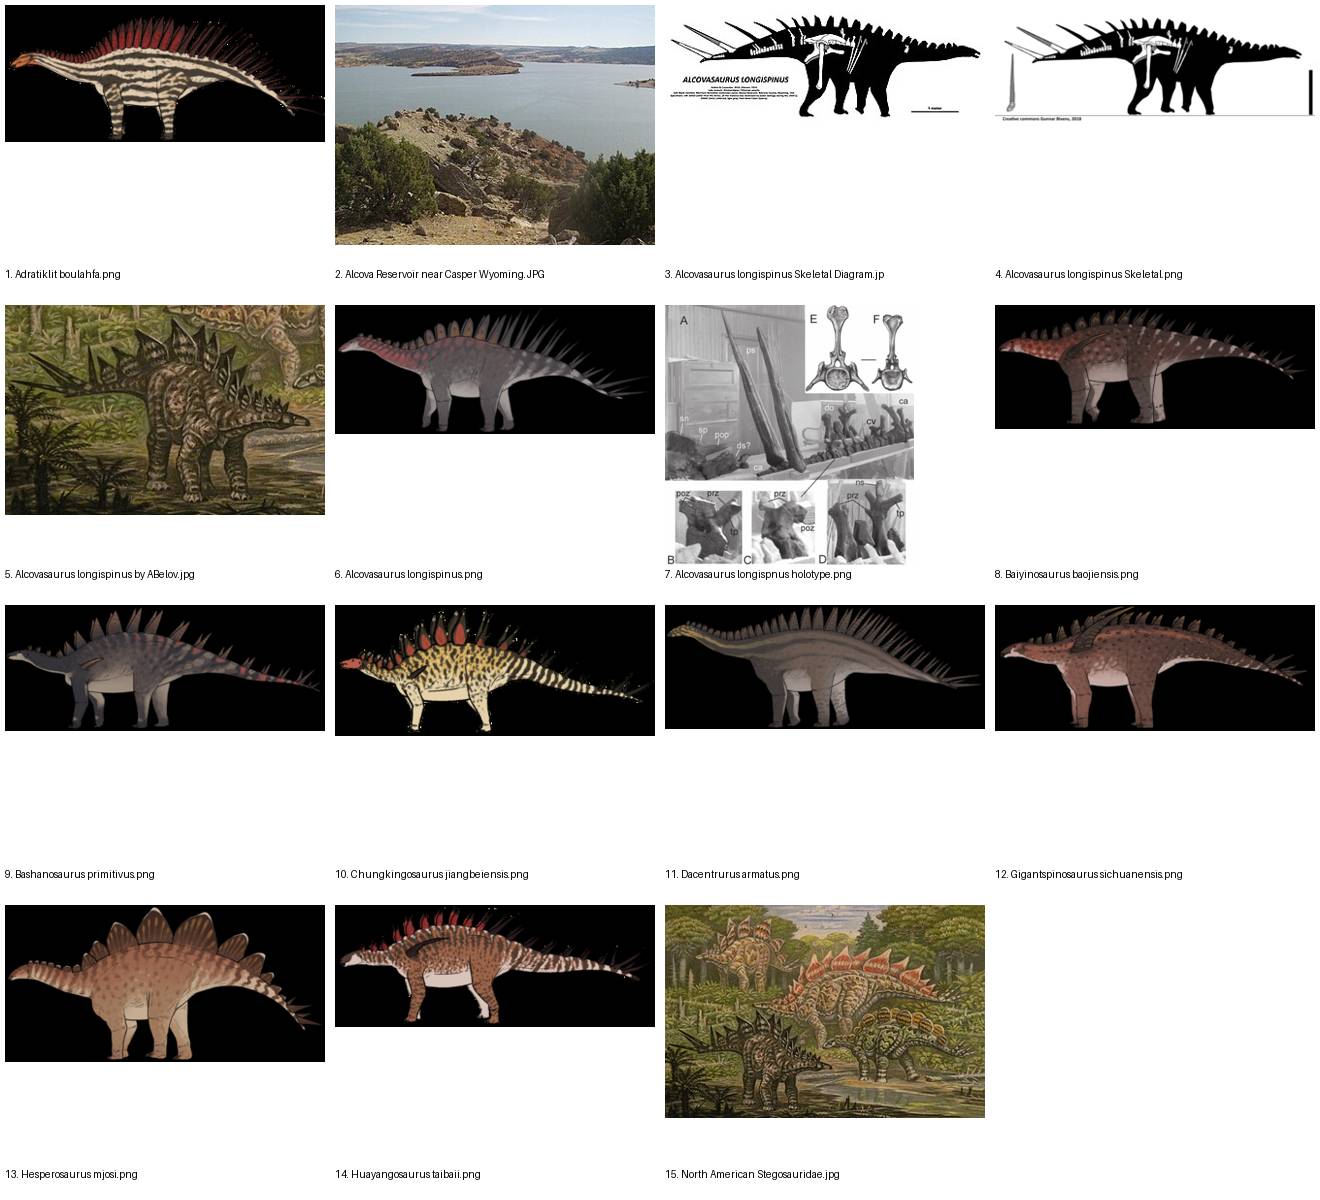 1. Adratiklit boulahfa.png
2. Alcova Reservoir near Casper Wyoming.JPG
ALCOVASAURUS LONGISPINUS
1 meter
3. Alcovasaurus longispinus Skeletal Diagram.jp
Creative commons Gunnar Bivens, 2018
4. Alcovasaurus longispinus Skeletal.png
5. Alcovasaurus longispinus by ABelov.jpg
6. Alcovasaurus longispinus.png
A
E
F
ps
ca
do
cv
sn
sp
pop
ds?
ca
poz
prz
tp
B
prz
poz
C
ns
prz
tp
D
7. Alcovasaurus longispnus holotype.png
8. Baiyinosaurus baojiensis.png
9. Bashanosaurus primitivus.png
10. Chungkingosaurus jiangbeiensis.png
11. Dacentrurus armatus.png
12. Gigantspinosaurus sichuanensis.png
13. Hesperosaurus mjosi.png
14. Huayangosaurus taibaii.png
15. North American Stegosauridae.jpg